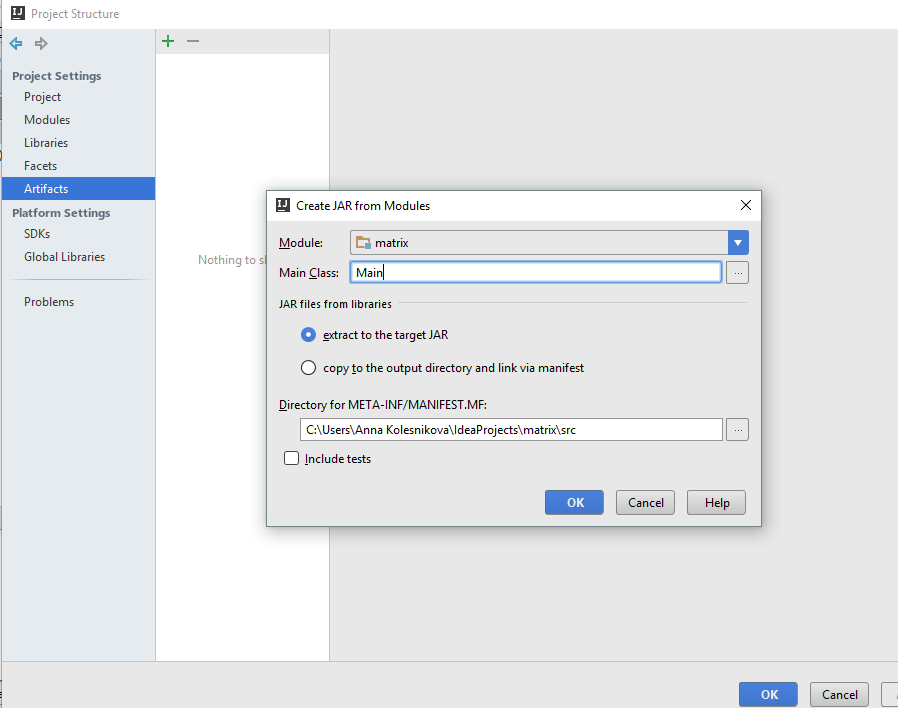 Project Structure
Project Settings
Project
Modules
Libraries
Facets
Artifacts
Platform Settings
SDKs
Global Libraries
Problems
Nothing to
Create JAR from Modules
Module: matrix
Main Class: Main ...
JAR files from libraries
extract to the target JAR
copy to the output directory and link via manifest
Directory for META-INF/MANIFEST.MF:
C:\Users\Anna Kolesnikova\IdeaProjects\matrix\src ...
Include tests
OK Cancel Help
OK Cancel